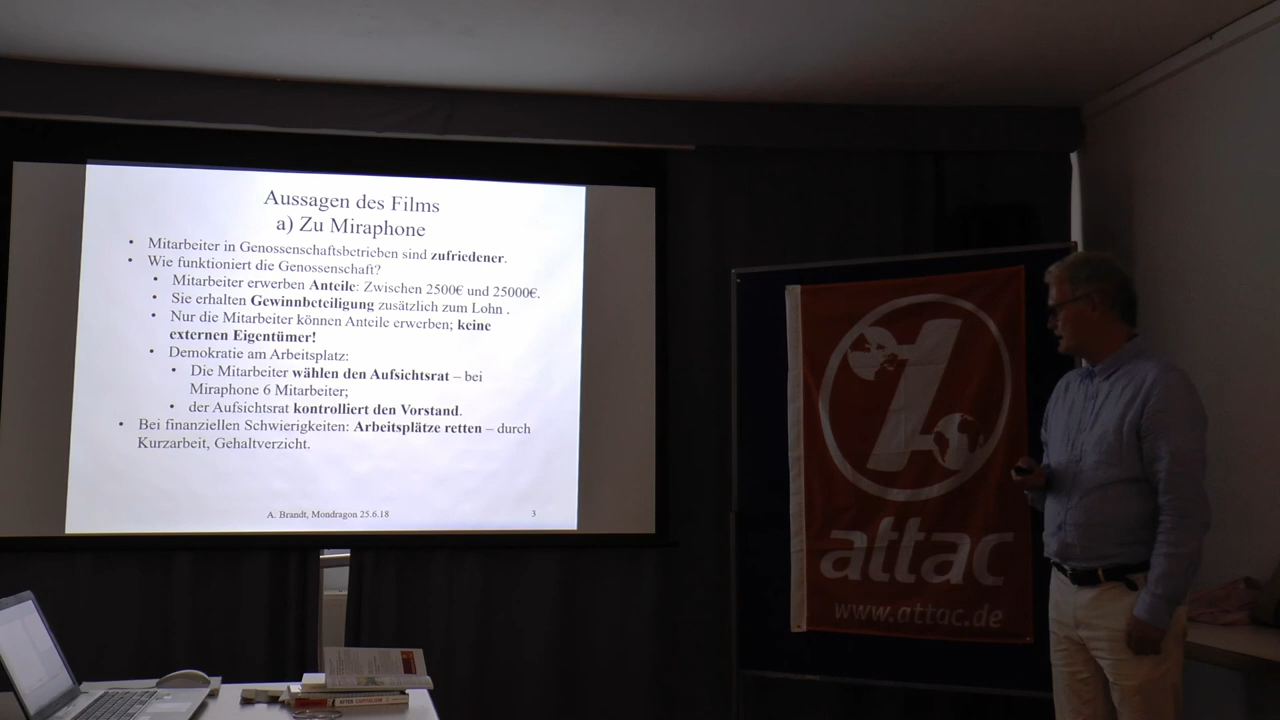 Aussagen des Films
a) Zu Miraphone
• Mitarbeiter in Genossenschaftsbetrieben sind zufriedener.
• Wie funktioniert die Genossenschaft?
• Mitarbeiter erwerben Anteile: Zwischen 2500€ und 25000€.
• Sie erhalten Gewinnbeteiligung zusätzlich zum Lohn .
• Nur die Mitarbeiter können Anteile erwerben; keine
externen Eigentümer!
• Demokratie am Arbeitsplatz:
• Die Mitarbeiter wählen den Aufsichtsrat – bei
Miraphone 6 Mitarbeiter;
• der Aufsichtsrat kontrolliert den Vorstand.
• Bei finanziellen Schwierigkeiten: Arbeitsplätze retten – durch
Kurzarbeit, Gehaltverzicht.
A. Brandt, Mondragon 25.6.18
3
attac
www.attac.de
AFTER CAPITALISM